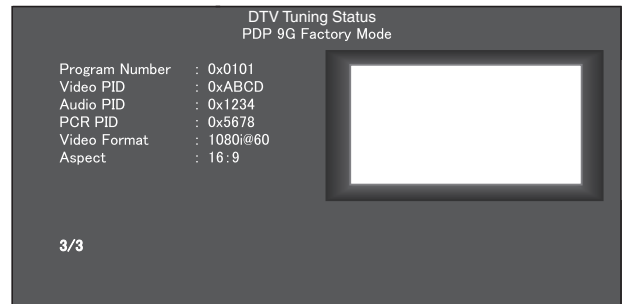 DTV Tuning Status
PDP 9G Factory Mode
Program Number : 0x0101
Video PID : 0xABCD
Audio PID : 0x1234
PCR PID : 0x5678
Video Format : 1080i@60
Aspect : 16:9
3/3